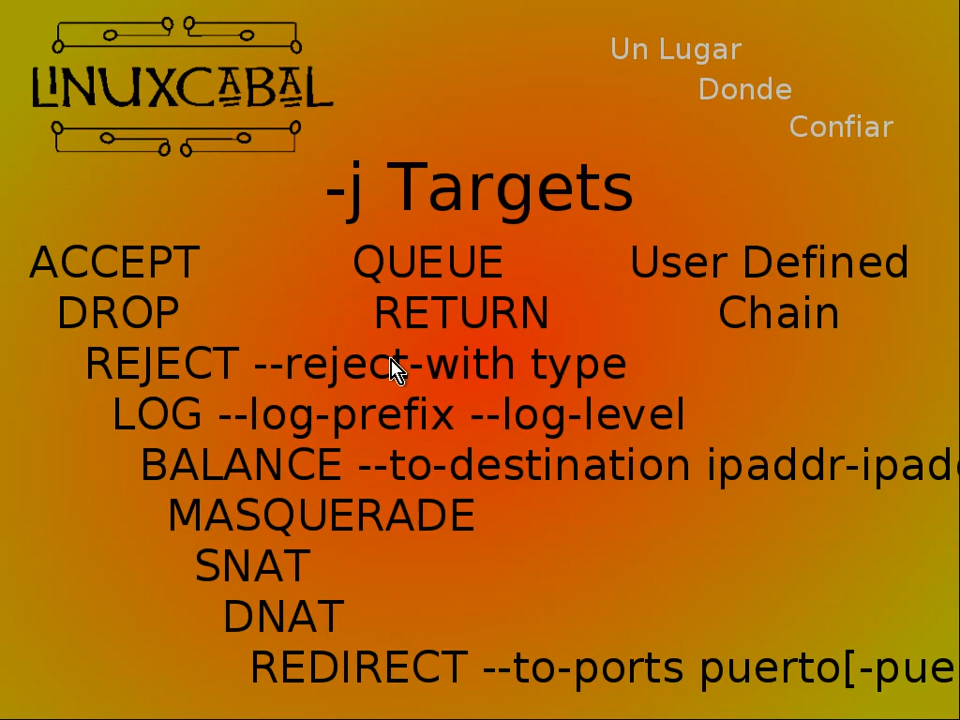 LINUXCABAL
Un Lugar
Donde
Confiar
-j Targets
ACCEPT QUEUE User Defined
DROP RETURN Chain
REJECT --reject-with type
LOG --log-prefix --log-level
BALANCE --to-destination ipaddr-ipadd
MASQUERADE
SNAT
DNAT
REDIRECT --to-ports puerto[-pue